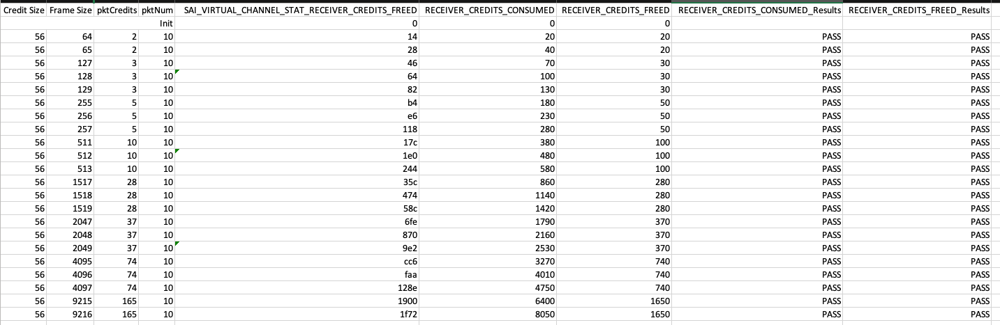 Credit Size Frame Size pktCredits pktNum SAI_VIRTUAL_CHANNEL_STAT_RECEIVER_CREDITS_FREED RECEIVER_CREDITS_CONSUMED RECEIVER_CREDITS_FREED RECEIVER_CREDITS_CONSUMED_Results RECEIVER_CREDITS_FREED_Results
Init 0 0 0
56 64 2 10 14 20 20 PASS PASS
56 65 2 10 28 40 20 PASS PASS
56 127 3 10 46 70 30 PASS PASS
56 128 3 10 64 100 30 PASS PASS
56 129 3 10 82 130 30 PASS PASS
56 255 5 10 b4 180 50 PASS PASS
56 256 5 10 e6 230 50 PASS PASS
56 257 5 10 118 280 50 PASS PASS
56 511 10 10 17c 380 100 PASS PASS
56 512 10 10 1e0 480 100 PASS PASS
56 513 10 10 244 580 100 PASS PASS
56 1517 28 10 35c 860 280 PASS PASS
56 1518 28 10 474 1140 280 PASS PASS
56 1519 28 10 58c 1420 280 PASS PASS
56 2047 37 10 6fe 1790 370 PASS PASS
56 2048 37 10 870 2160 370 PASS PASS
56 2049 37 10 9e2 2530 370 PASS PASS
56 4095 74 10 cc6 3270 740 PASS PASS
56 4096 74 10 faa 4010 740 PASS PASS
56 4097 74 10 128e 4750 740 PASS PASS
56 9215 165 10 1900 6400 1650 PASS PASS
56 9216 165 10 1f72 8050 1650 PASS PASS